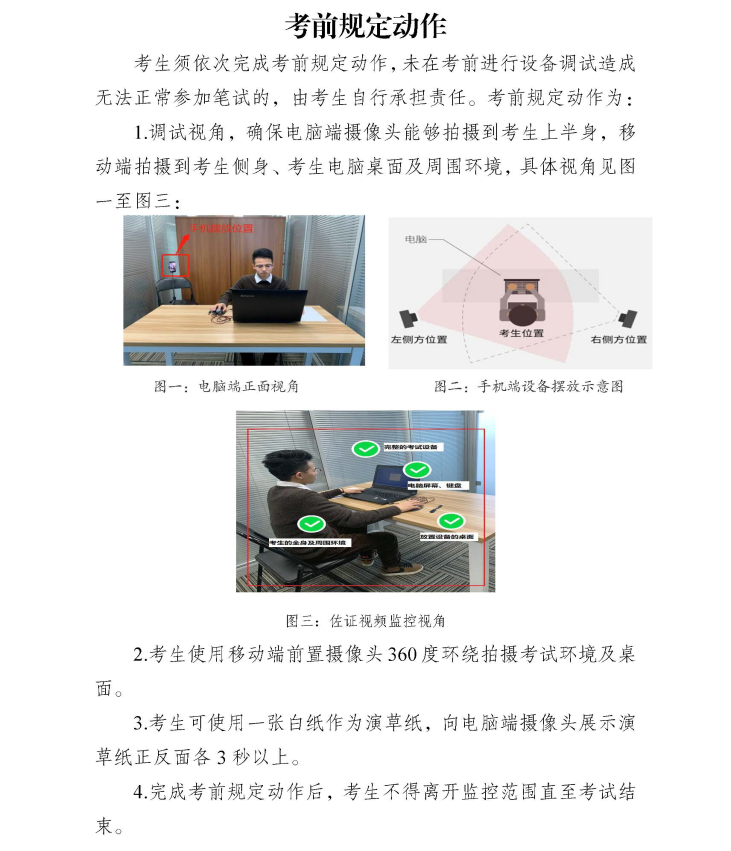 考前规定动作
考生须依次完成考前规定动作,未在考前进行设备调试造成
无法正常参加笔试的，由考生自行承担责任。考前规定动作为：
1.调试视角，确保电脑端摄像头能够拍摄到考生上半身，移
动端拍摄到考生侧身、考生电脑桌面及周围环境，具体视角见图
一至图三：
手机摆放位置
电脑
考生位置
左侧方位置
右侧方位置
图一：电脑端正面视角
图二：手机端设备摆放示意图
完整的考试设备
电脑屏幕、键盘
放置设备的桌面
考生的全身及周围环境
图三：佐证视频监控视角
2.考生使用移动端前置摄像头 360 度环绕拍摄考试环境及桌
面。
3.考生可使用一张白纸作为演草纸，向电脑端摄像头展示演
草纸正反面各 3 秒以上。
4.完成考前规定动作后，考生不得离开监控范围直至考试结
束。